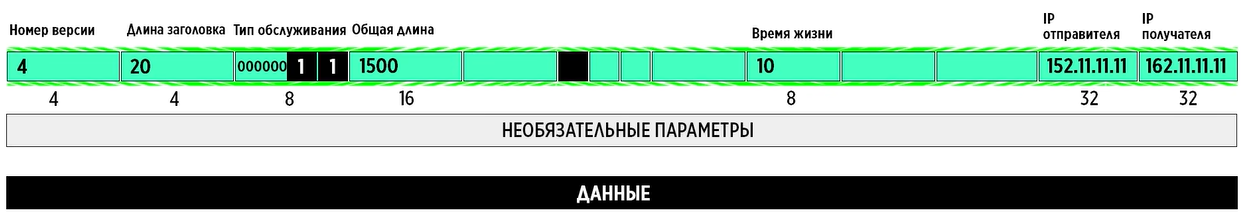 Номер версии Длина заголовка Тип обслуживания Общая длина Время жизни IP отправителя IP получателя
4 20 000000 1 1 1500 10 152.11.11.11 162.11.11.11
4 4 8 16 8 32 32
НЕОБЯЗАТЕЛЬНЫЕ ПАРАМЕТРЫ
ДАННЫЕ